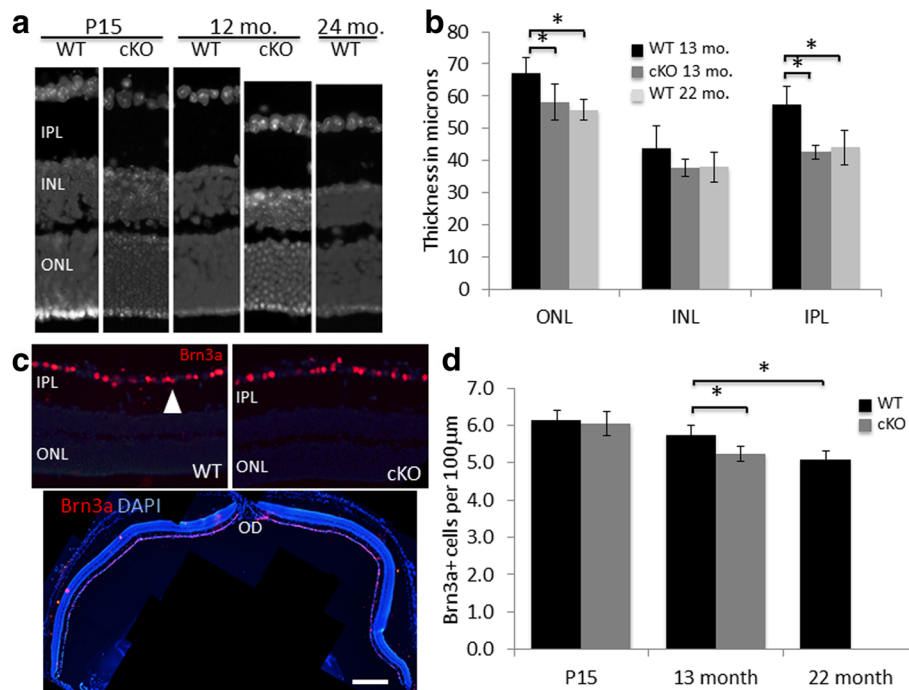 a
P15 12 mo. 24 mo.
WT cKO WT cKO WT
IPL
INL
ONL
b
Thickness in microns
80
70
60
50
40
30
20
10
0
* *
* *
WT 13 mo.
cKO 13 mo.
WT 22 mo.
ONL INL IPL
c
Brn3a
IPL
ONL
WT
IPL
ONL
cKO
Brn3a DAPI
OD
d
Brn3a+ cells per 100µm
7.0
6.0
5.0
4.0
3.0
2.0
1.0
0.0
*
*
WT
cKO
P15 13 month 22 month